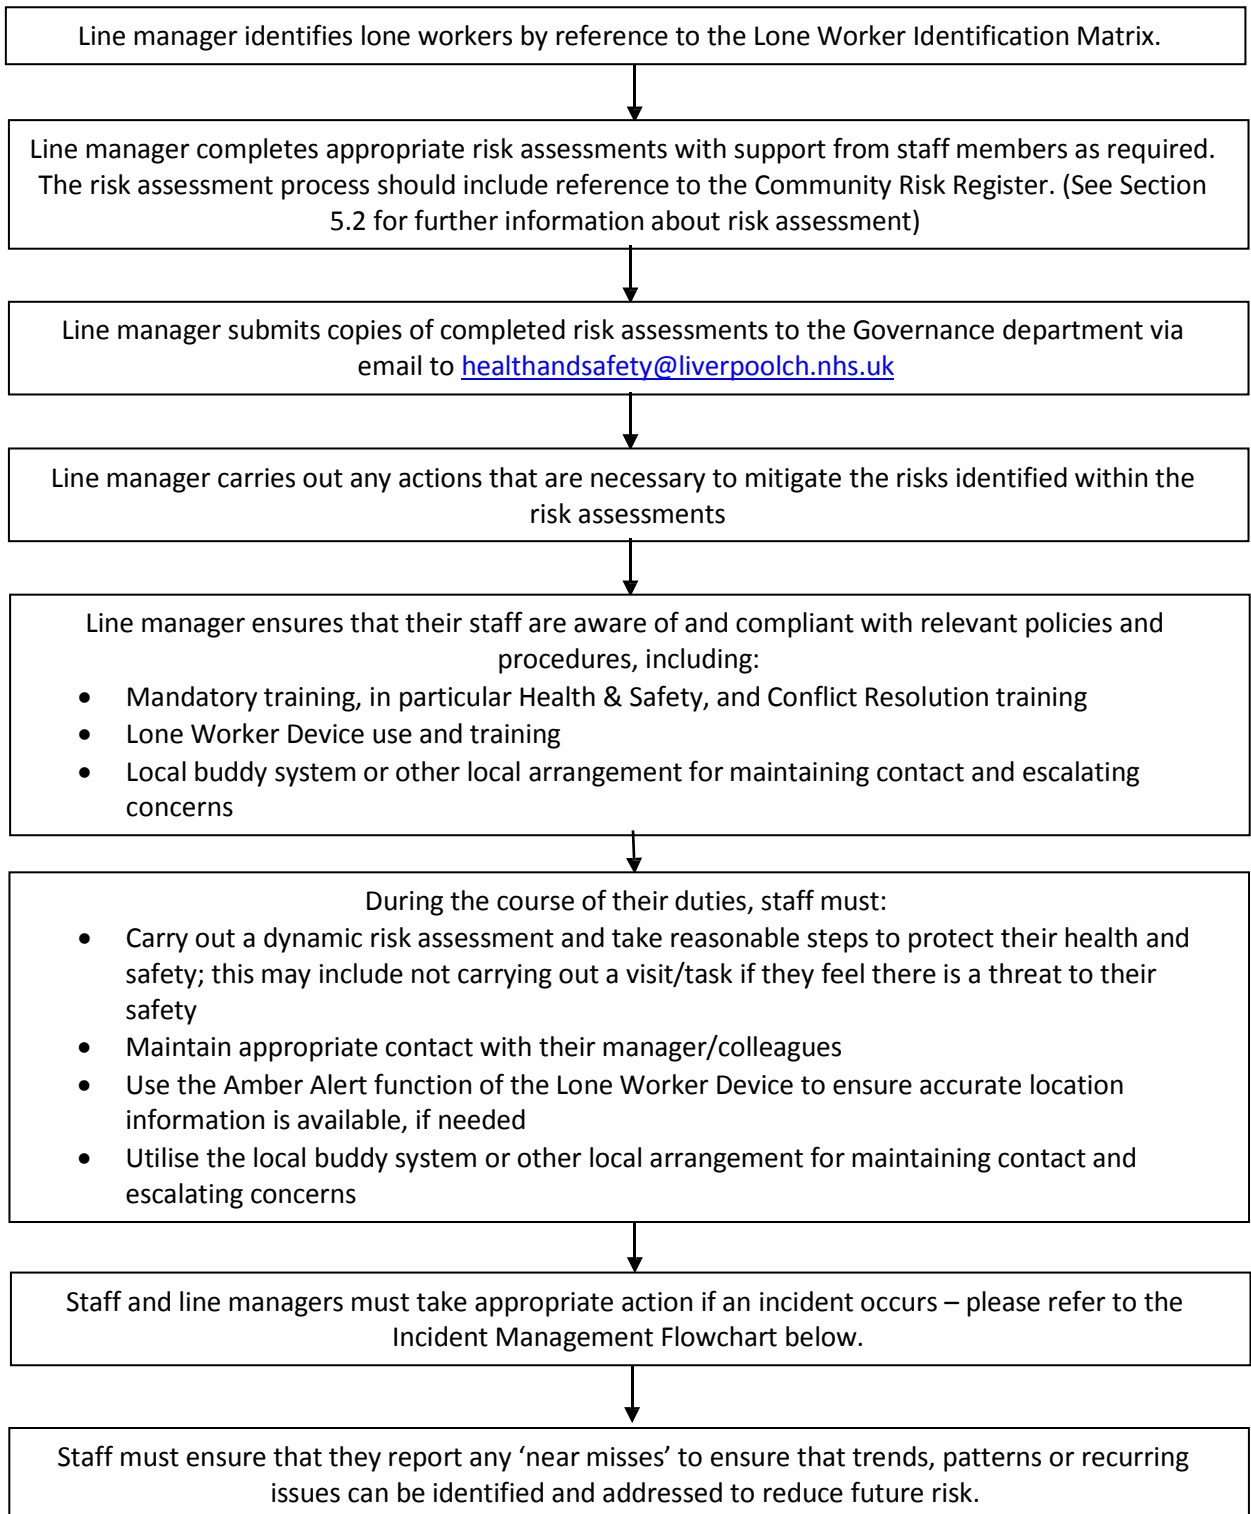 Line manager identifies lone workers by reference to the Lone Worker Identification Matrix.
Line manager completes appropriate risk assessments with support from staff members as required.
The risk assessment process should include reference to the Community Risk Register. (See Section
5.2 for further information about risk assessment)
Line manager submits copies of completed risk assessments to the Governance department via
email to healthandsafety@liverpoolch.nhs.uk
Line manager carries out any actions that are necessary to mitigate the risks identified within the
risk assessments
Line manager ensures that their staff are aware of and compliant with relevant policies and
procedures, including:
• Mandatory training, in particular Health & Safety, and Conflict Resolution training
• Lone Worker Device use and training
• Local buddy system or other local arrangement for maintaining contact and escalating
concerns
During the course of their duties, staff must:
• Carry out a dynamic risk assessment and take reasonable steps to protect their health and
safety; this may include not carrying out a visit/task if they feel there is a threat to their
safety
• Maintain appropriate contact with their manager/colleagues
• Use the Amber Alert function of the Lone Worker Device to ensure accurate location
information is available, if needed
• Utilise the local buddy system or other local arrangement for maintaining contact and
escalating concerns
Staff and line managers must take appropriate action if an incident occurs – please refer to the
Incident Management Flowchart below.
Staff must ensure that they report any ‘near misses’ to ensure that trends, patterns or recurring
issues can be identified and addressed to reduce future risk.